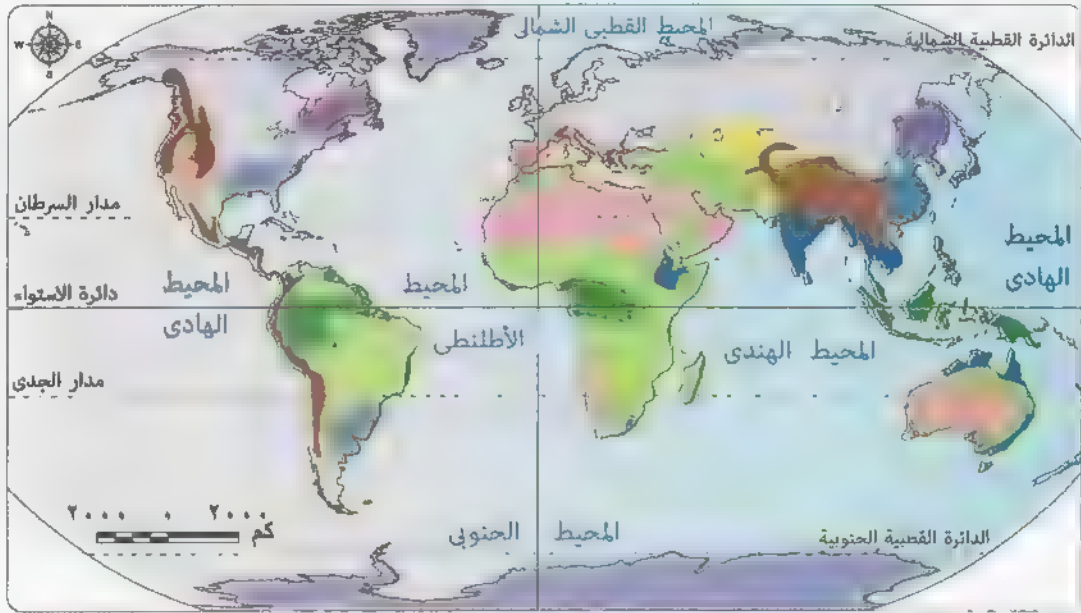 N
W E
S
المحيط القطبى الشمالى
الدائرة القطبية الشمالية
مدار السرطان
المحيط
الهادى
دائرة الاستواء
المحيط
الهادى
المحيط
الأطلنطى
المحيط الهندى
مدار الجدى
٢٠٠٠ ٠ ٢٠٠٠
كم
المحيط الجنوبى
الدائرة القطبية الجنوبية